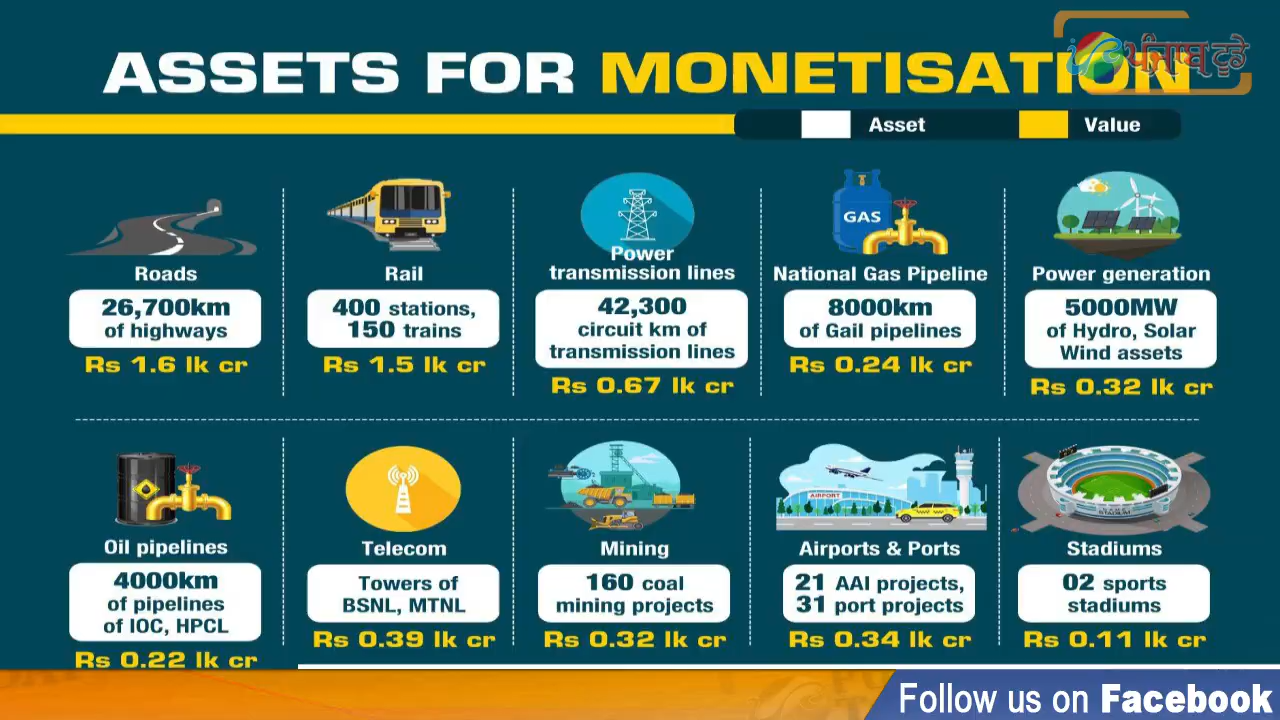 ASSETS FOR MONETISATION
ਪੰਜਾਬ ਟੂਡੇ
Asset
Value
Roads
26,700km
of highways
Rs 1.6 lk cr
Rail
400 stations,
150 trains
Rs 1.5 lk cr
Power
transmission lines
42,300
circuit km of
transmission lines
Rs 0.67 lk cr
GAS
National Gas Pipeline
8000km
of Gail pipelines
Rs 0.24 lk cr
Power generation
5000MW
of Hydro, Solar
Wind assets
Rs 0.32 lk cr
Oil pipelines
4000km
of pipelines
of IOC, HPCL
Rs 0.22 lk cr
Telecom
Towers of
BSNL, MTNL
Rs 0.39 lk cr
Mining
160 coal
mining projects
Rs 0.32 lk cr
AIRPORT
Airports & Ports
21 AAI projects,
31 port projects
Rs 0.34 lk cr
STADIUM
Stadiums
02 sports
stadiums
Rs 0.11 lk cr
Follow us on Facebook